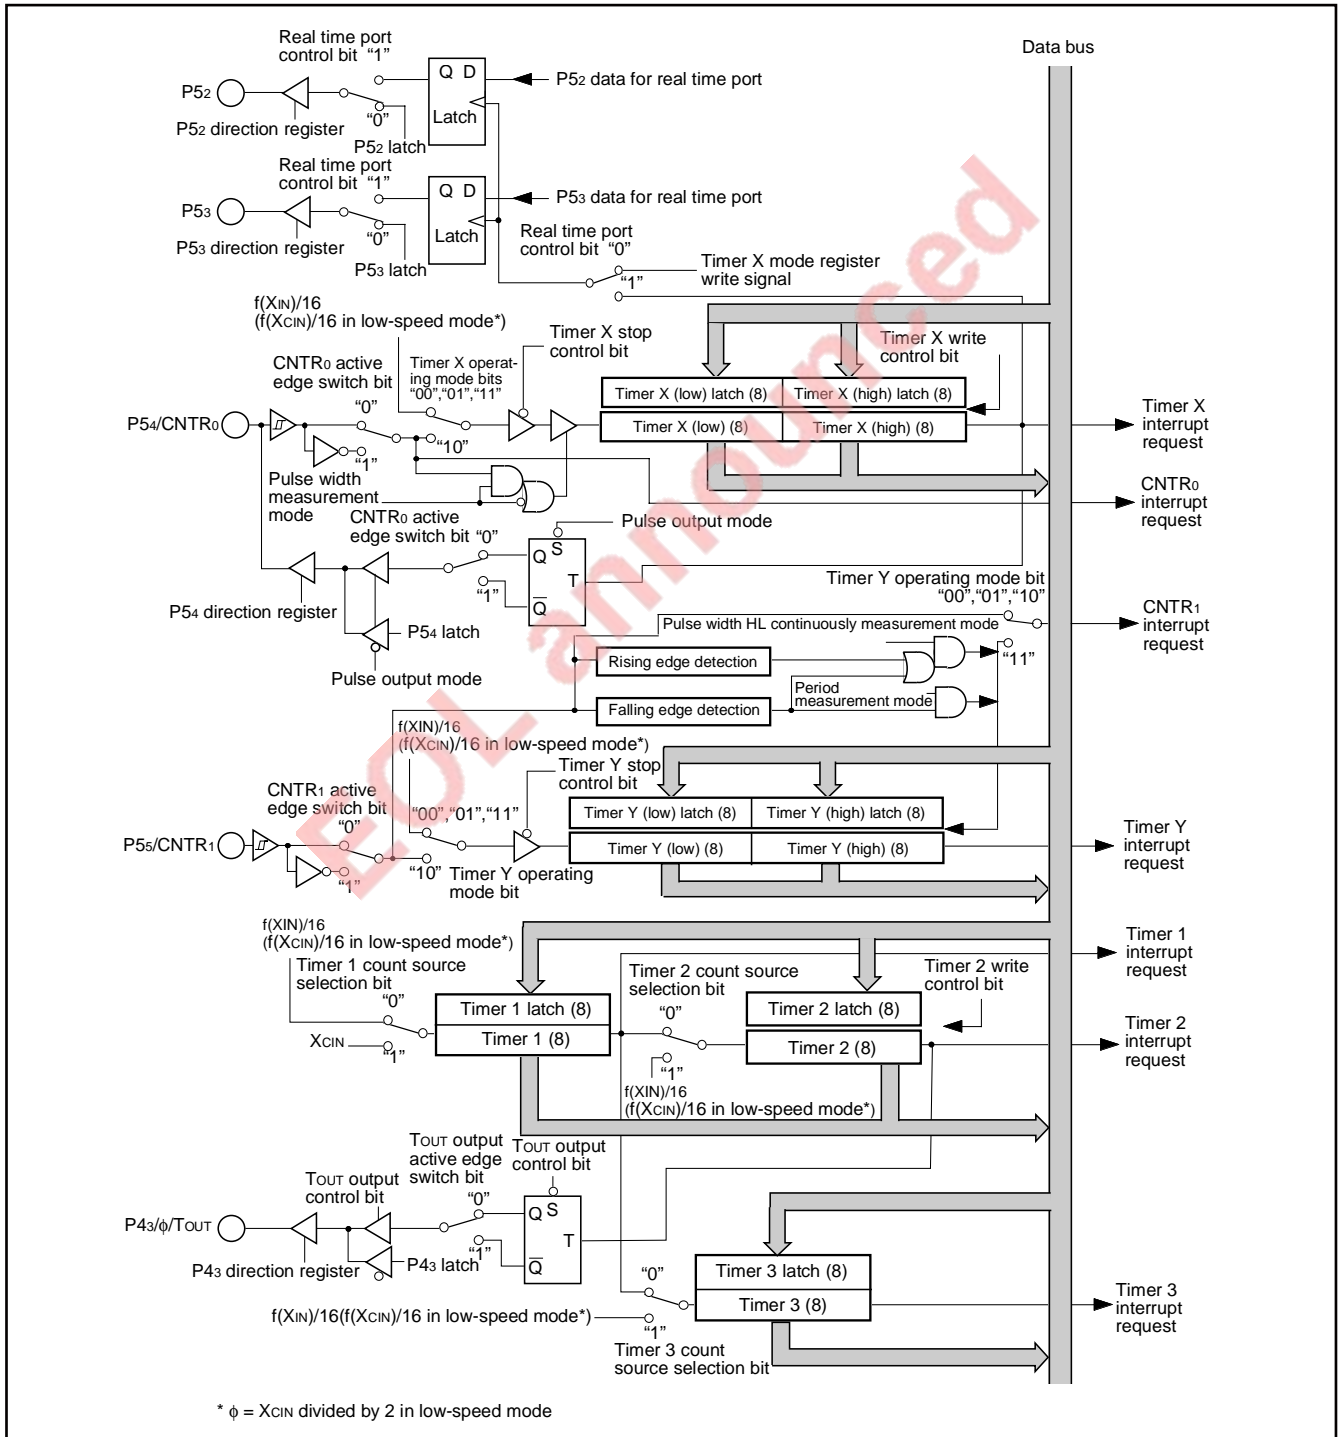 Data bus
Real time port
control bit “1”
Q D
P52 data for real time port
P52
“0”
Latch
P52 direction register
P52 latch
Real time port
control bit “1”
Q D
P53 data for real time port
P53
“0”
Latch
P53 direction register
P53 latch
Real time port
control bit “0”
“1”
Timer X mode register
write signal
f(XIN)/16
(f(XCIN)/16 in low-speed mode*)
Timer X stop
control bit
Timer X write
control bit
CNTR0 active
edge switch bit
Timer X operat-
ing mode bits
“00”,“01”,“11”
Timer X (low) latch (8)
Timer X (high) latch (8)
Timer X (low) (8)
Timer X (high) (8)
Timer X
interrupt
request
P54/CNTR0
“0”
“10”
“1”
Pulse width
measurement
mode
CNTR0
interrupt
request
CNTR0 active
edge switch bit “0”
Pulse output mode
Q S
T
Q
“1”
P54 direction register
P54 latch
Pulse output mode
Timer Y operating mode bit
“00”,“01”,“10”
CNTR1
interrupt
request
Pulse width HL continuously measurement mode
“11”
Rising edge detection
Period
measurement mode
Falling edge detection
f(XIN)/16
(f(XCIN)/16 in low-speed mode*)
Timer Y stop
control bit
CNTR1 active
edge switch bit
“0”
“00”,“01”,“11”
Timer Y (low) latch (8)
Timer Y (high) latch (8)
Timer Y (low) (8)
Timer Y (high) (8)
Timer Y
interrupt
request
P55/CNTR1
“1”
“10”
Timer Y operating
mode bit
f(XIN)/16
(f(XCIN)/16 in low-speed mode*)
Timer 1
interrupt
request
Timer 1 count source
selection bit
“0”
Timer 2 count source
selection bit
“0”
Timer 2 write
control bit
Timer 1 latch (8)
Timer 1 (8)
Timer 2 latch (8)
Timer 2 (8)
Timer 2
interrupt
request
XCIN
“1”
“1”
f(XIN)/16
(f(XCIN)/16 in low-speed mode*)
TOUT output
active edge
switch bit
TOUT output
control bit
TOUT output
control bit
“0”
Q S
T
Q
“1”
P43/ϕ/TOUT
P43 direction register
P43 latch
“0”
Timer 3 latch (8)
Timer 3 (8)
Timer 3
interrupt
request
f(XIN)/16(f(XCIN)/16 in low-speed mode*)
“1”
Timer 3 count
source selection bit
* ϕ = XCIN divided by 2 in low-speed mode
EOL announced